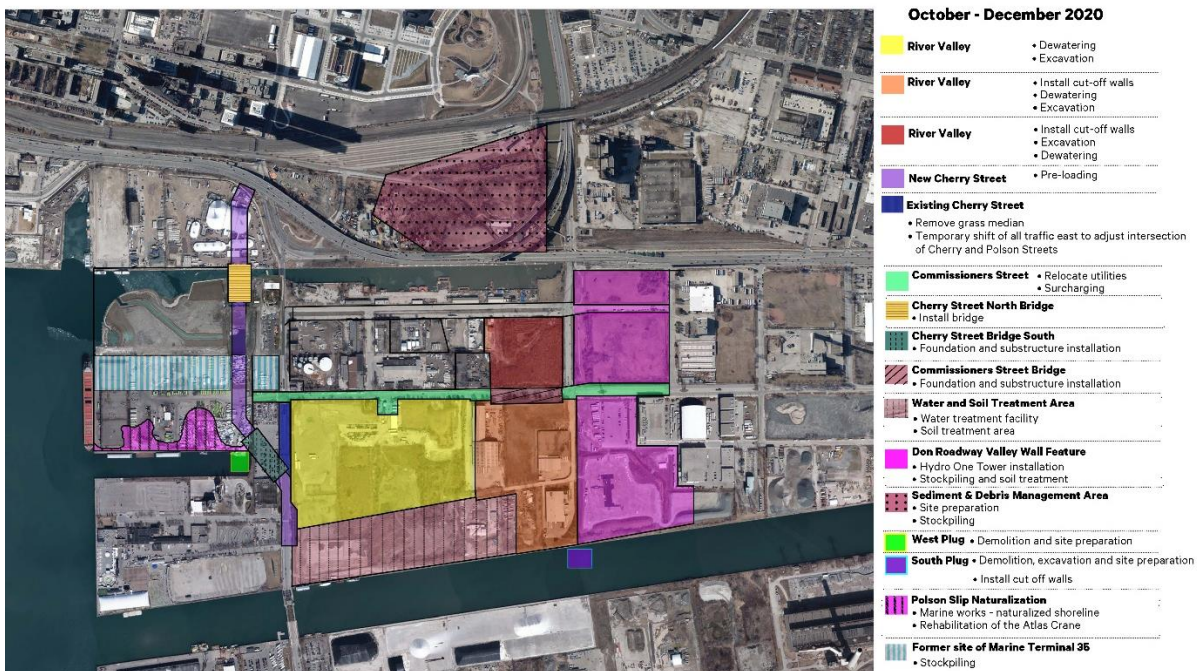 October - December 2020
River Valley
• Dewatering
• Excavation
River Valley
• Install cut-off walls
• Dewatering
• Excavation
River Valley
• Install cut-off walls
• Excavation
• Dewatering
New Cherry Street
• Pre-loading
Existing Cherry Street
• Remove grass median
• Temporary shift of all traffic east to adjust intersection
of Cherry and Polson Streets
Commissioners Street
• Relocate utilities
• Surcharging
Cherry Street North Bridge
• Install bridge
Cherry Street Bridge South
• Foundation and substructure installation
Commissioners Street Bridge
• Foundation and substructure installation
Water and Soil Treatment Area
• Water treatment facility
• Soil treatment area
Don Roadway Valley Wall Feature
• Hydro One Tower installation
• Stockpiling and soil treatment
Sediment & Debris Management Area
• Site preparation
• Stockpiling
West Plug • Demolition and site preparation
South Plug • Demolition, excavation and site preparation
• Install cut off walls
Polson Slip Naturalization
• Marine works - naturalized shoreline
• Rehabilitation of the Atlas Crane
Former site of Marine Terminal 35
• Stockpiling